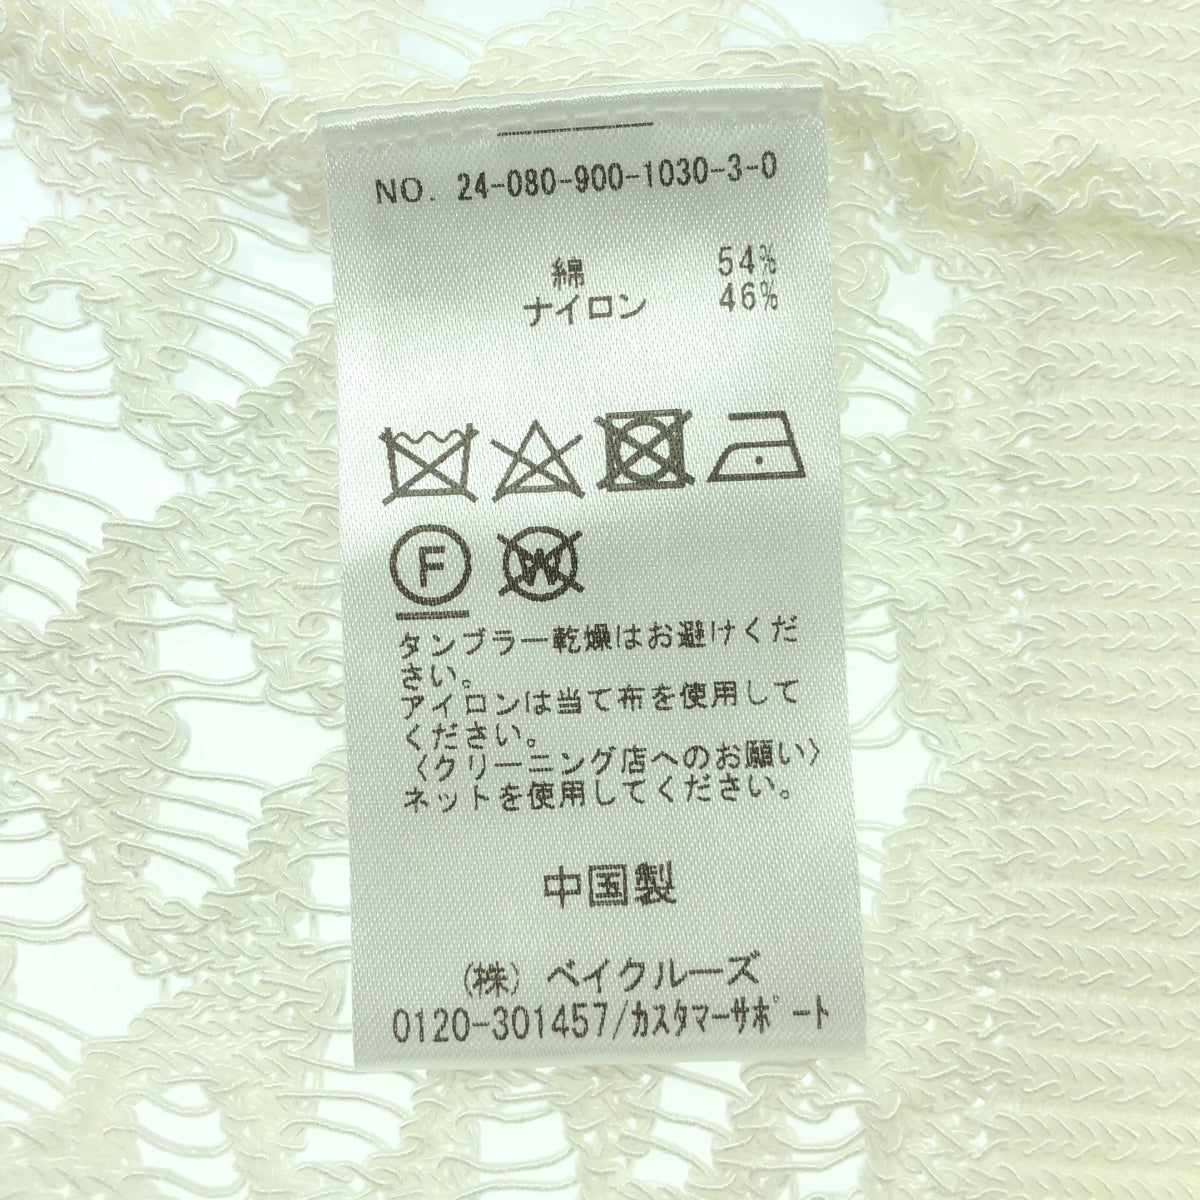 NO. 24-080-900-1030-3-0
綿 54%
ナイロン 46%
F W
タンブラー乾燥はお避けくだ
さい。
アイロンは当て布を使用して
ください。
〈クリーニング店へのお願い〉
ネットを使用してください。
中国製
(株) ベイクルーズ
0120-301457/カスタマーサポート